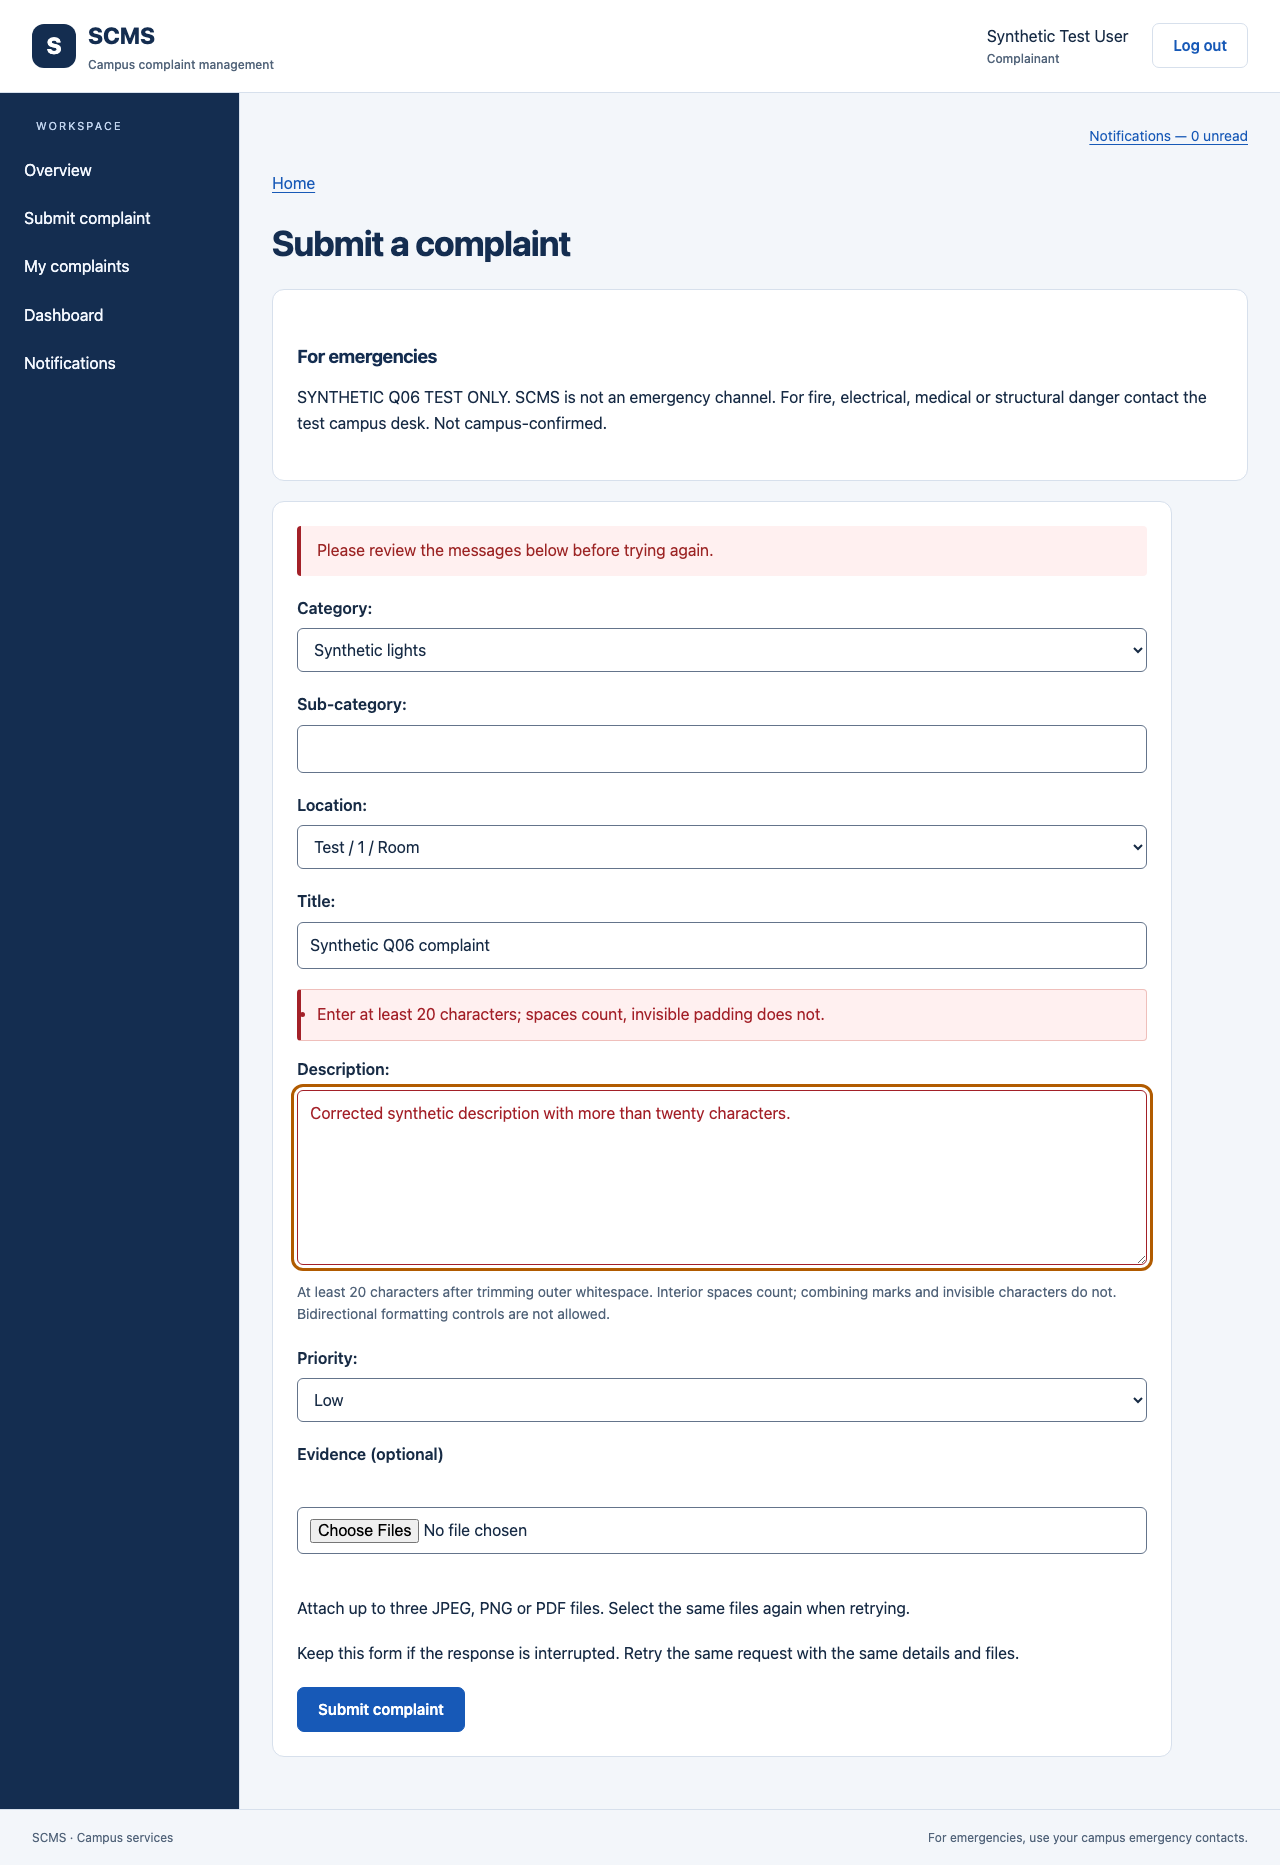 S
SCMS
Campus complaint management
Synthetic Test User
Complainant
Log out
WORKSPACE
Overview
Submit complaint
My complaints
Dashboard
Notifications
Notifications — 0 unread
Home
Submit a complaint
For emergencies
SYNTHETIC Q06 TEST ONLY. SCMS is not an emergency channel. For fire, electrical, medical or structural danger contact the
test campus desk. Not campus-confirmed.
Please review the messages below before trying again.
Category:
Synthetic lights
Sub-category:
Location:
Test / 1 / Room
Title:
Synthetic Q06 complaint
• Enter at least 20 characters; spaces count, invisible padding does not.
Description:
Corrected synthetic description with more than twenty characters.
At least 20 characters after trimming outer whitespace. Interior spaces count; combining marks and invisible characters do not.
Bidirectional formatting controls are not allowed.
Priority:
Low
Evidence (optional)
Choose Files No file chosen
Attach up to three JPEG, PNG or PDF files. Select the same files again when retrying.
Keep this form if the response is interrupted. Retry the same request with the same details and files.
Submit complaint
SCMS · Campus services
For emergencies, use your campus emergency contacts.